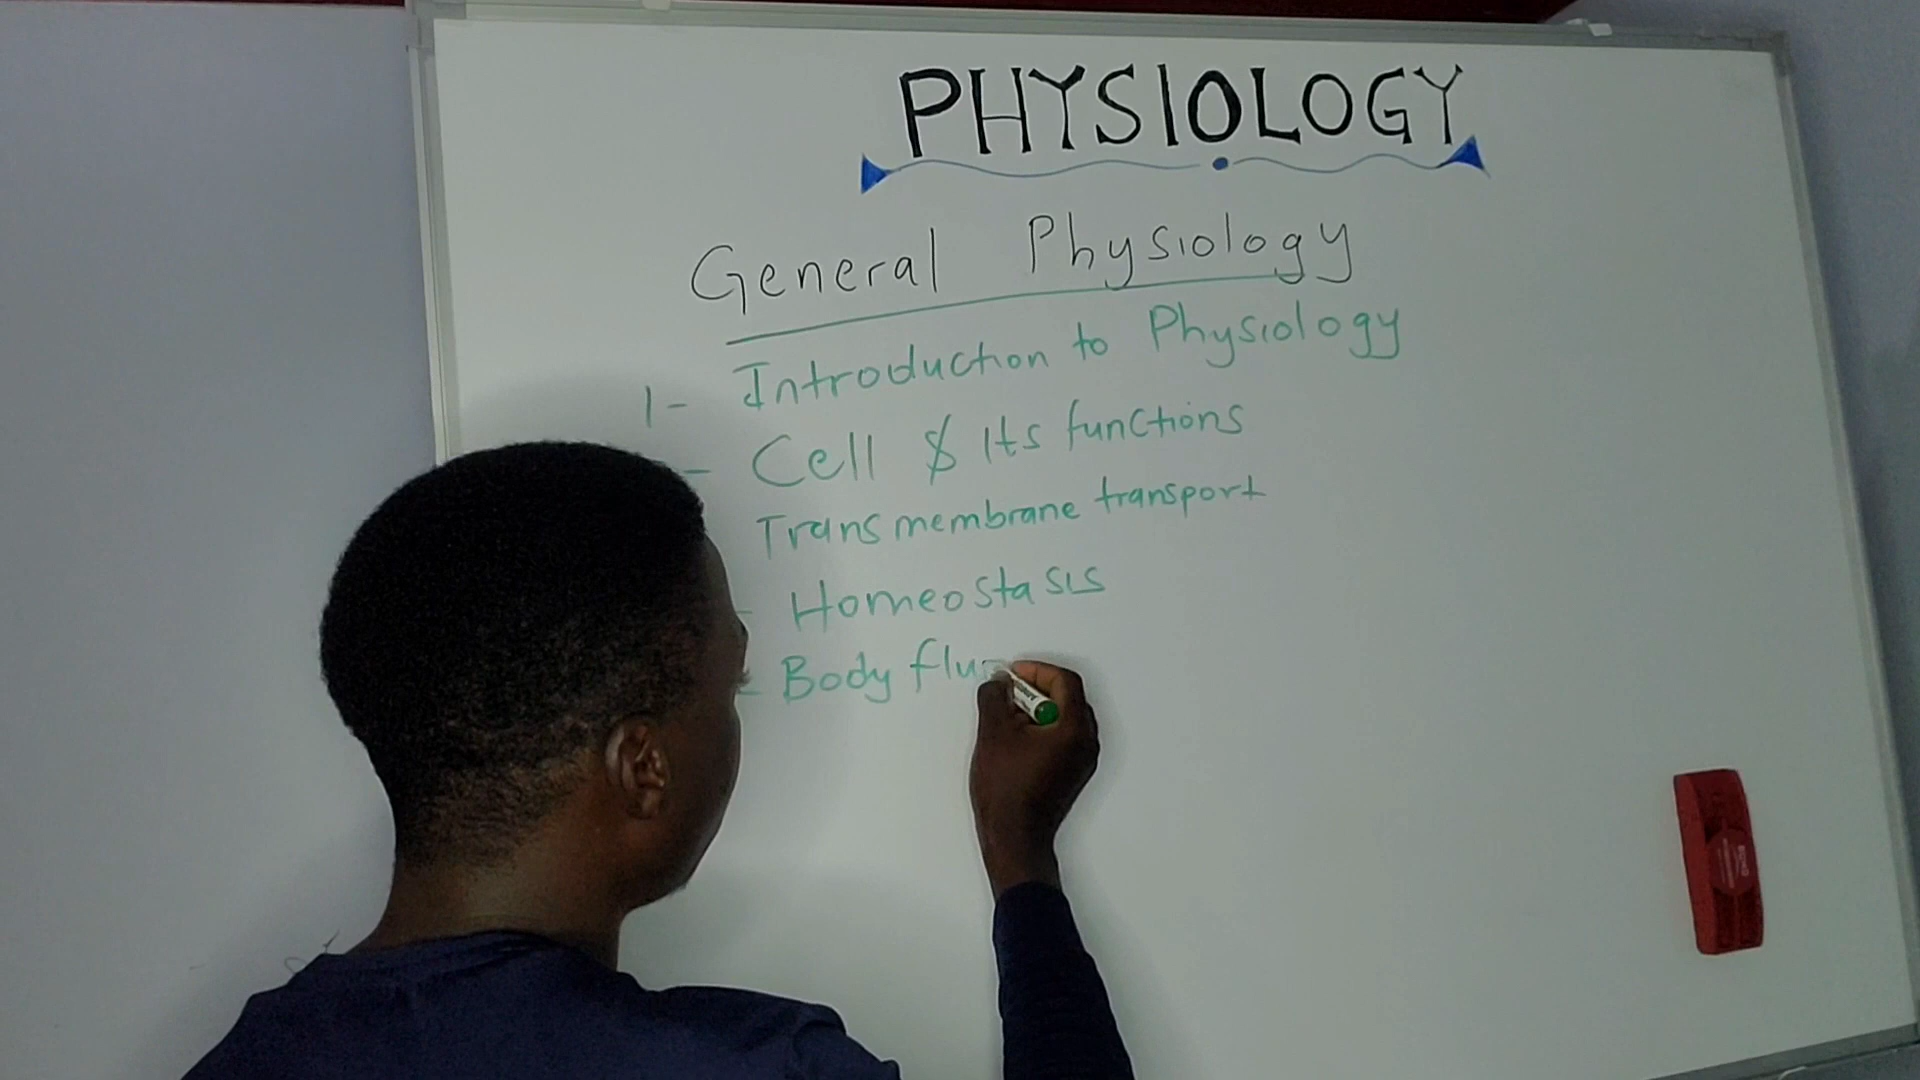 PHYSIOLOGY
General Physiology
1- Introduction to Physiology
- Cell & Its functions
Transmembrane transport
- Homeostasis
- Body flu